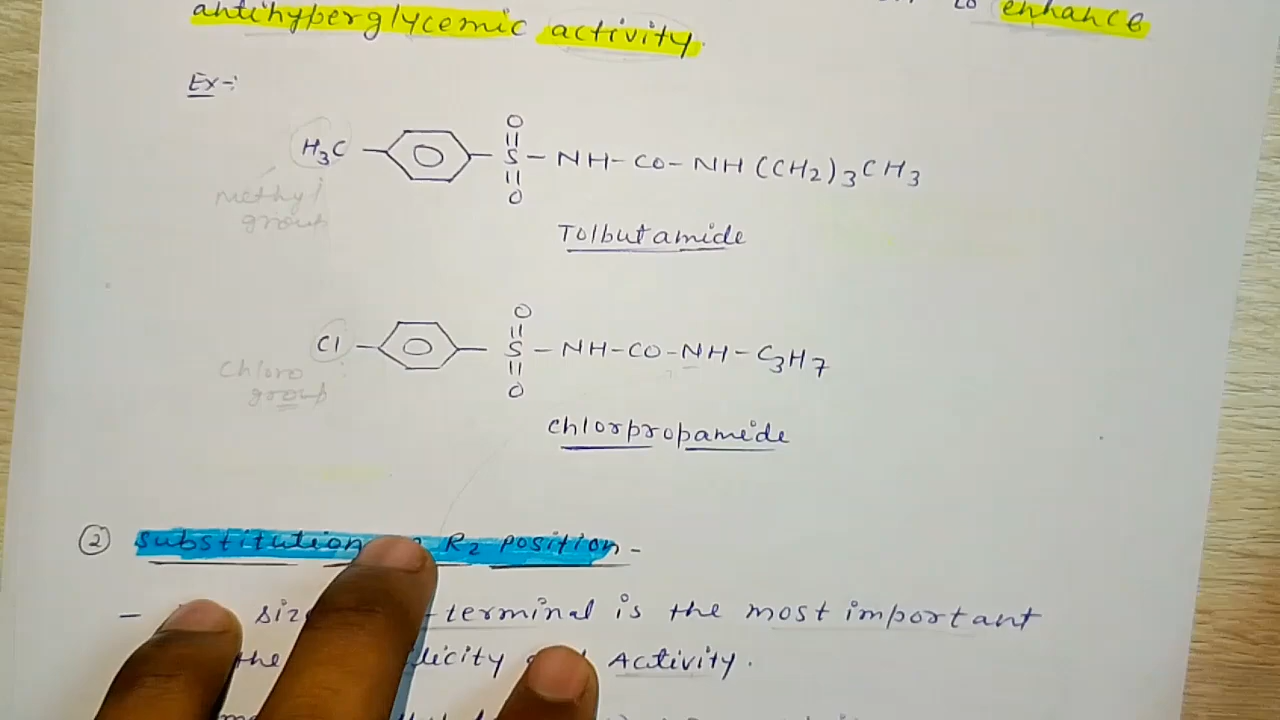 to enhance
antihyperglycemic activity.
Ex-:
O
H3C S - NH - CO - NH (CH2)3CH3
O
methyl
group
Tolbutamide
O
Cl S - NH - CO - NH - C3H7
O
Chloro
group
chlorpropamide
2 substitution R2 position -
- terminal is the most important
Activity.